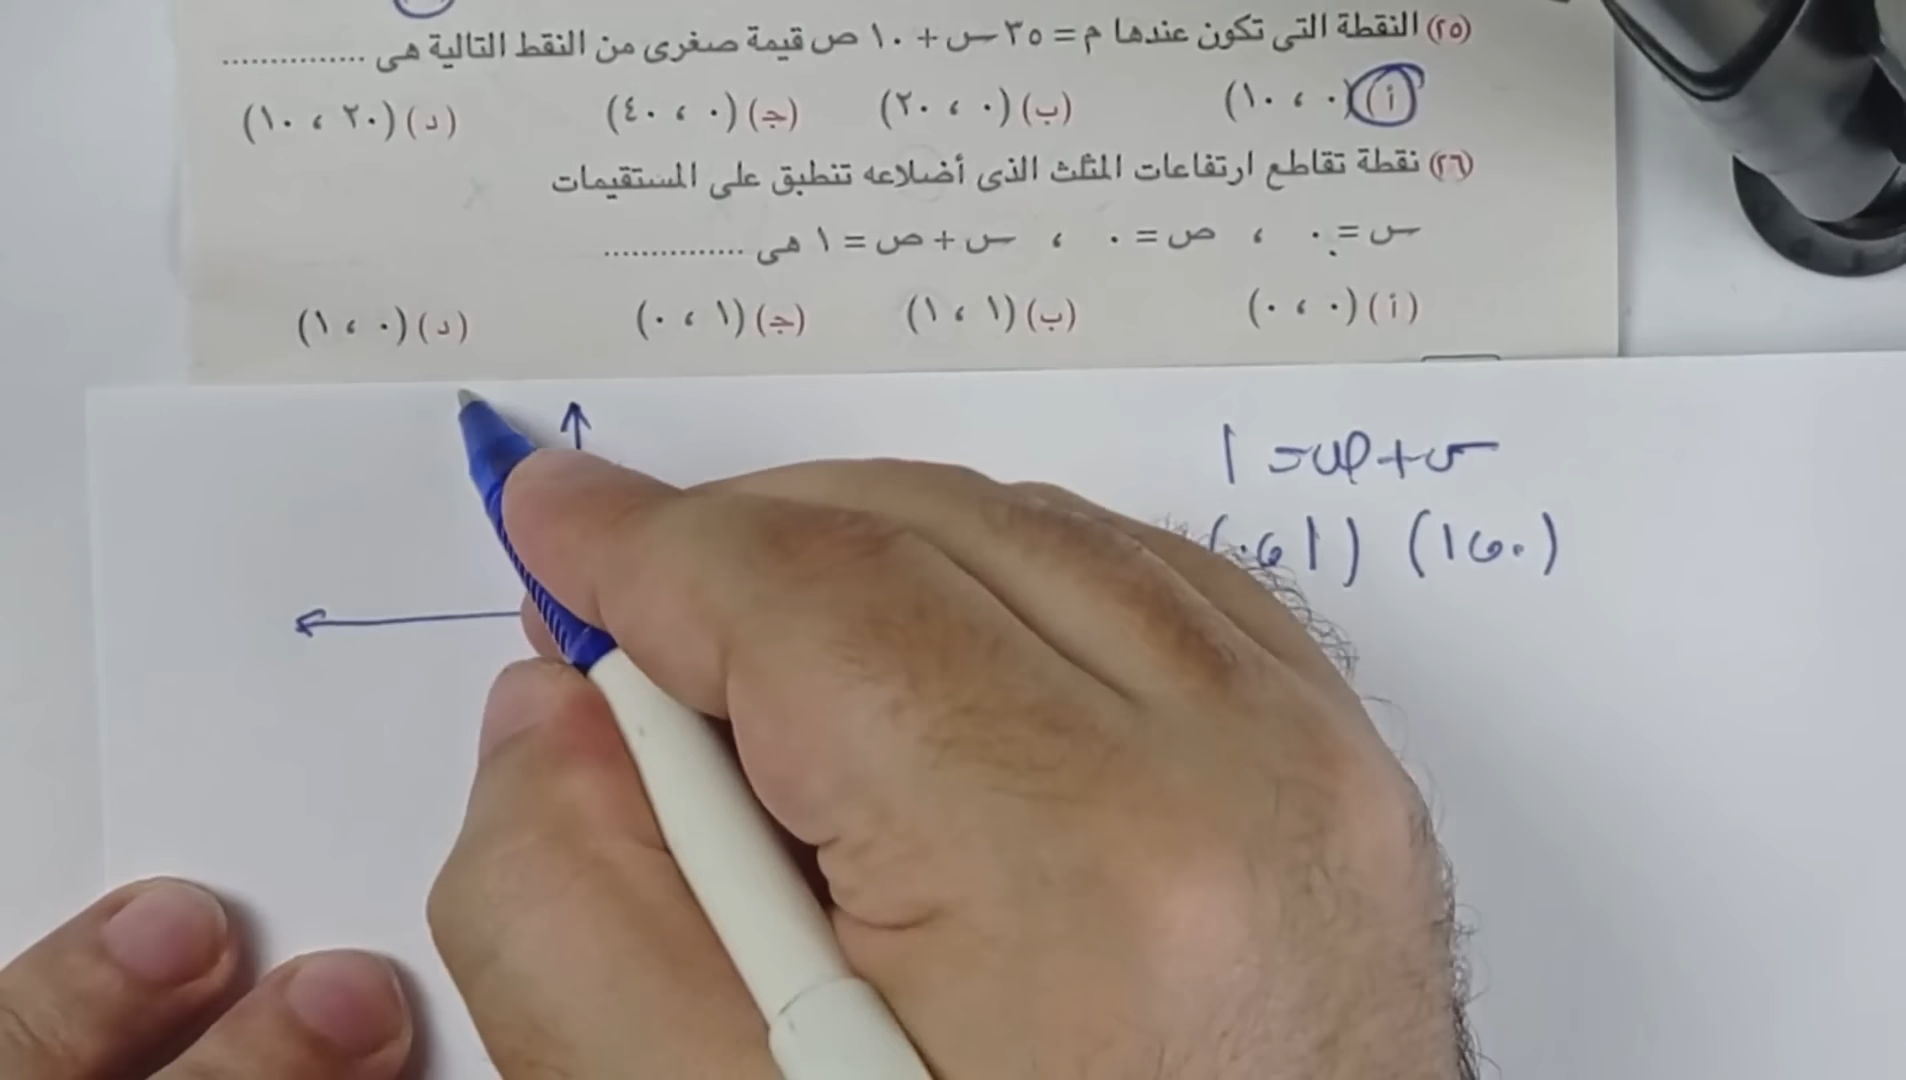 (٢٥) النقطة التى تكون عندها م = ٣٥ س + ١٠ ص قيمة صغرى من النقط التالية هى ...............
(أ) (٠ ، ١٠) (ب) (٠ ، ٢٠) (جـ) (٠ ، ٤٠) (د) (٢٠ ، ١٠)
(٢٦) نقطة تقاطع ارتفاعات المثلث الذى أضلاعه تنطبق على المستقيمات
س = ٠ ، ص = ٠ ، س + ص = ١ هى ...............
(أ) (٠ ، ٠) (ب) (١ ، ١) (جـ) (١ ، ٠) (د) (٠ ، ١)
س + ص = ١
(٠ ، ١) (١ ، ٠)